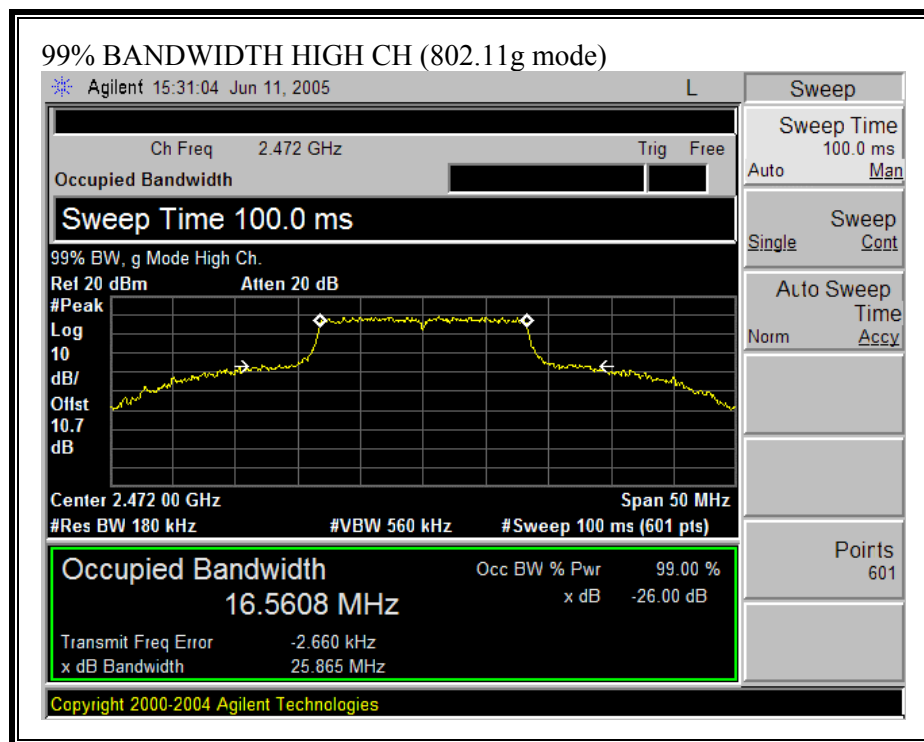 99% BANDWIDTH HIGH CH (802.11g mode)
Agilent 15:31:04 Jun 11, 2005 L
Ch Freq 2.472 GHz Trig Free
Occupied Bandwidth
Sweep Time 100.0 ms
99% BW, g Mode High Ch.
Ref 20 dBm Atten 20 dB
#Peak
Log
10
dB/
Offst
10.7
dB
Center 2.472 00 GHz Span 50 MHz
#Res BW 180 kHz #VBW 560 kHz #Sweep 100 ms (601 pts)
Occupied Bandwidth
16.5608 MHz
Occ BW % Pwr 99.00 %
x dB -26.00 dB
Transmit Freq Error -2.660 kHz
x dB Bandwidth 25.865 MHz
Copyright 2000-2004 Agilent Technologies
Sweep
Sweep Time
100.0 ms
Auto Man
Sweep
Single Cont
Auto Sweep
Time
Norm Accy
Points
601